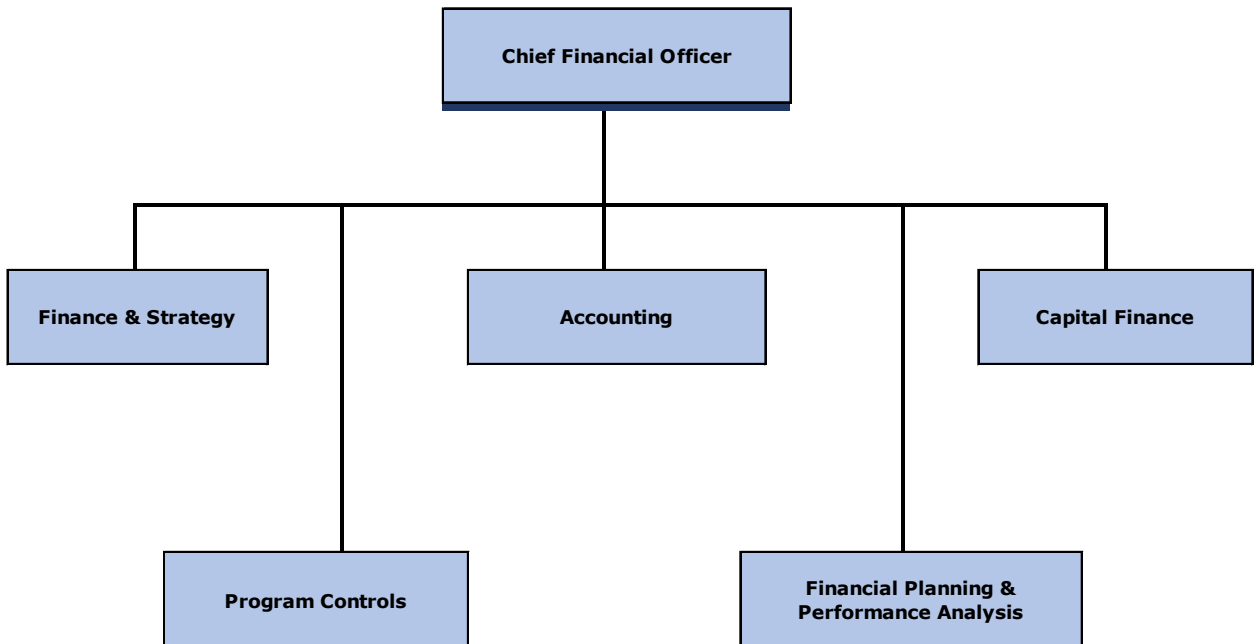 Chief Financial Officer
Finance & Strategy
Accounting
Capital Finance
Program Controls
Financial Planning &
Performance Analysis